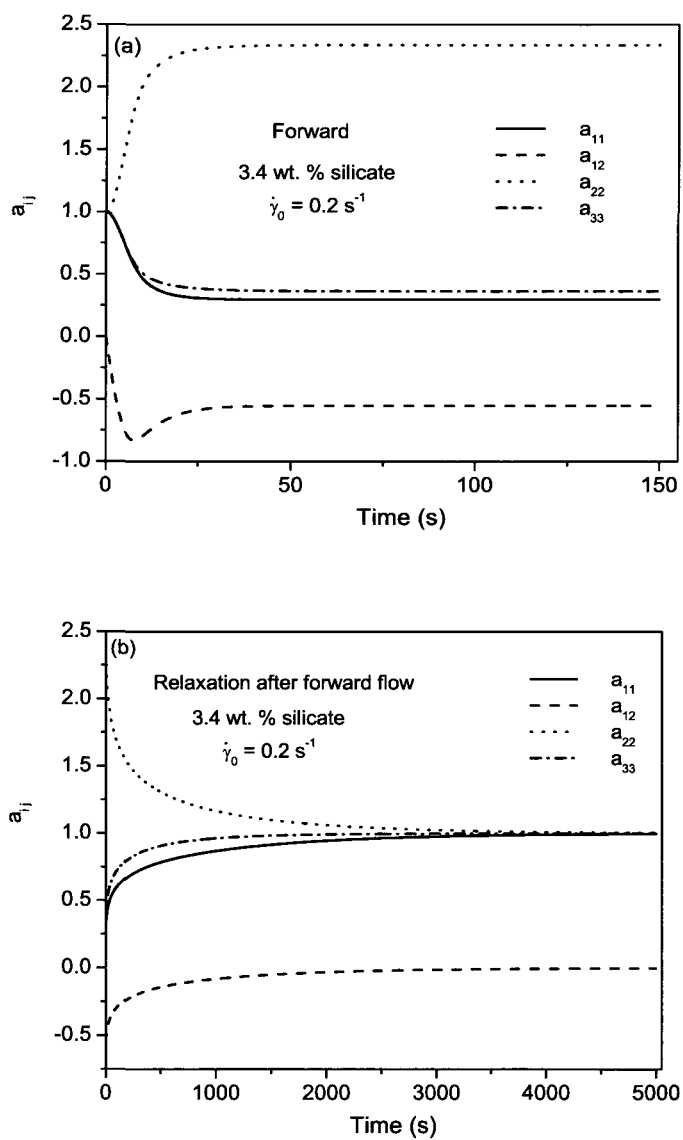 (a)
2.5
2.0
1.5
1.0
0.5
0.0
-0.5
-1.0
a_ij
Forward
3.4 wt. % silicate
γ̇₀ = 0.2 s⁻¹
a₁₁
a₁₂
a₂₂
a₃₃
0 50 100 150
Time (s)
(b)
2.5
2.0
1.5
1.0
0.5
0.0
-0.5
a_ij
Relaxation after forward flow
3.4 wt. % silicate
γ̇₀ = 0.2 s⁻¹
a₁₁
a₁₂
a₂₂
a₃₃
0 1000 2000 3000 4000 5000
Time (s)